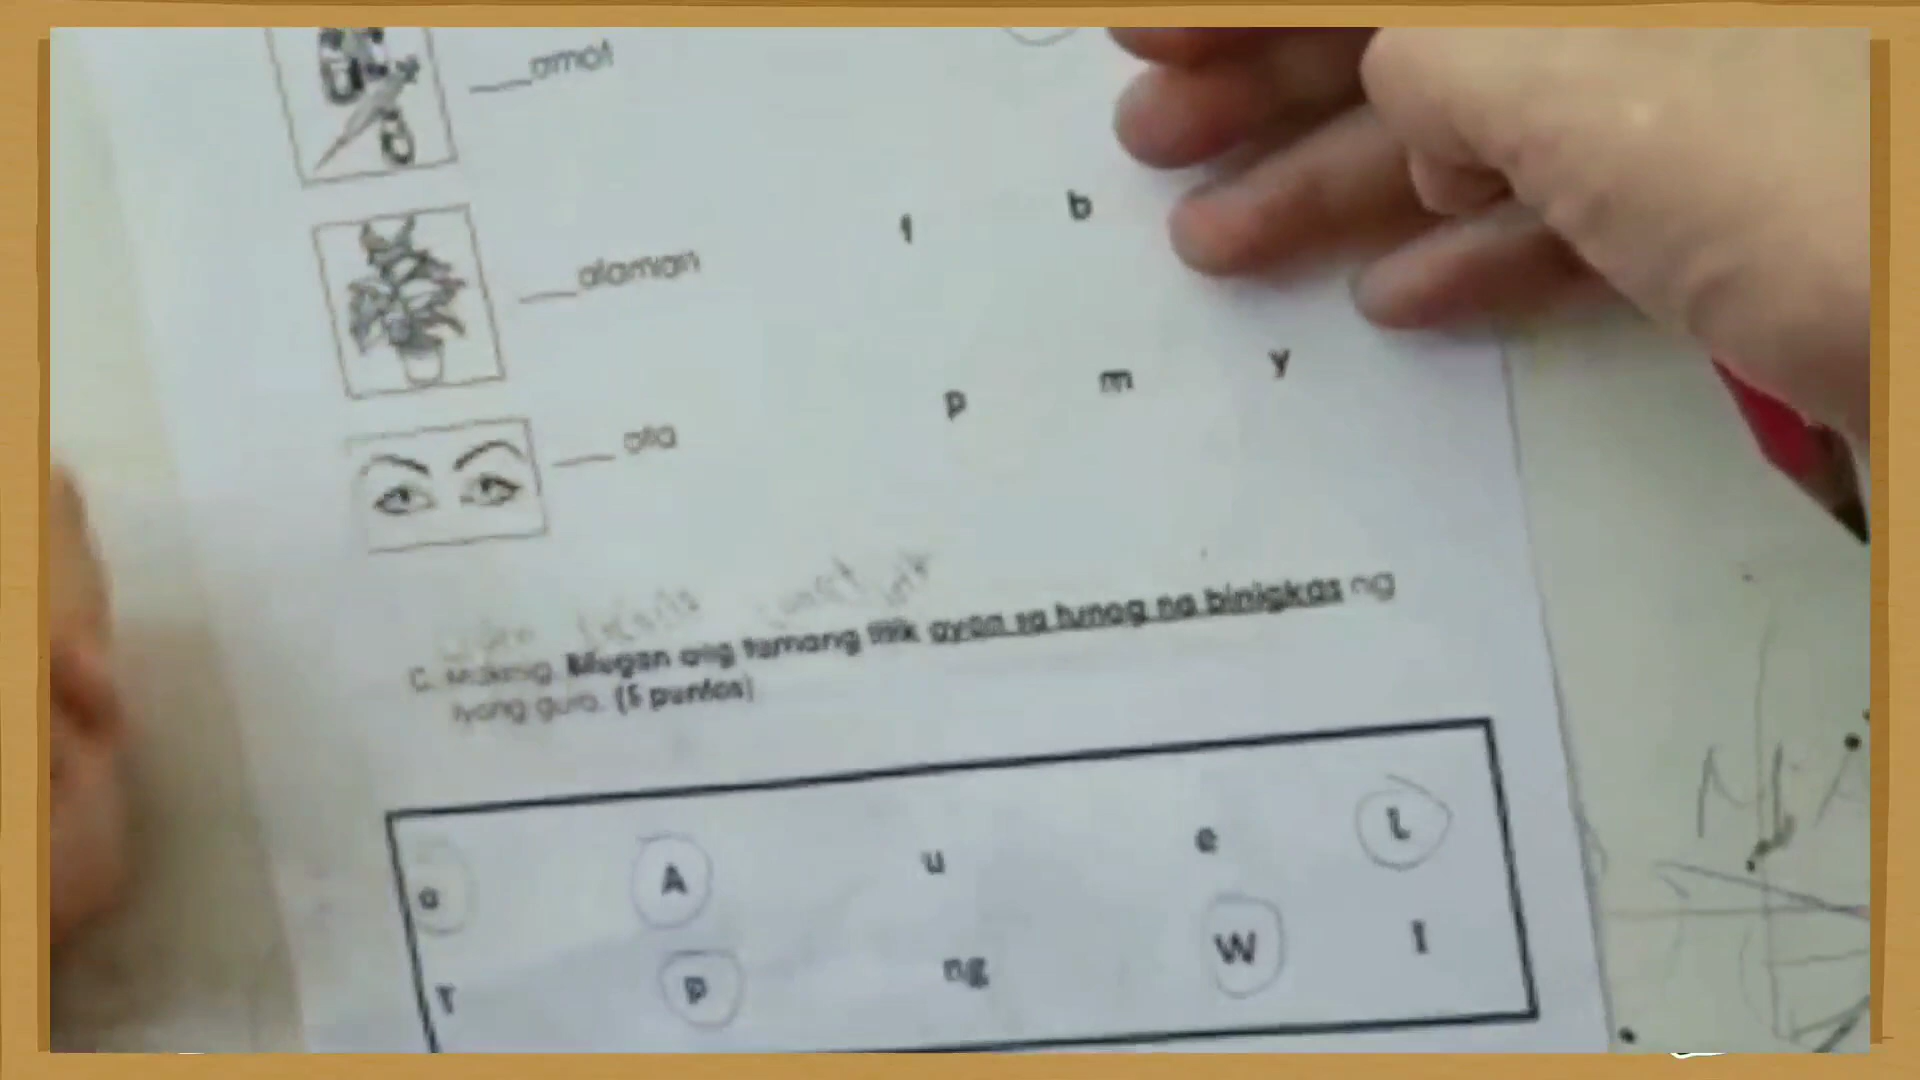 ___amot
___alaman
t b
___ata
p m y
C. Makinig. Bilugan ang tamang titik ayon sa tunog na binigkas ng
iyong guro. (5 puntos)
a A u e L
T P ng W I